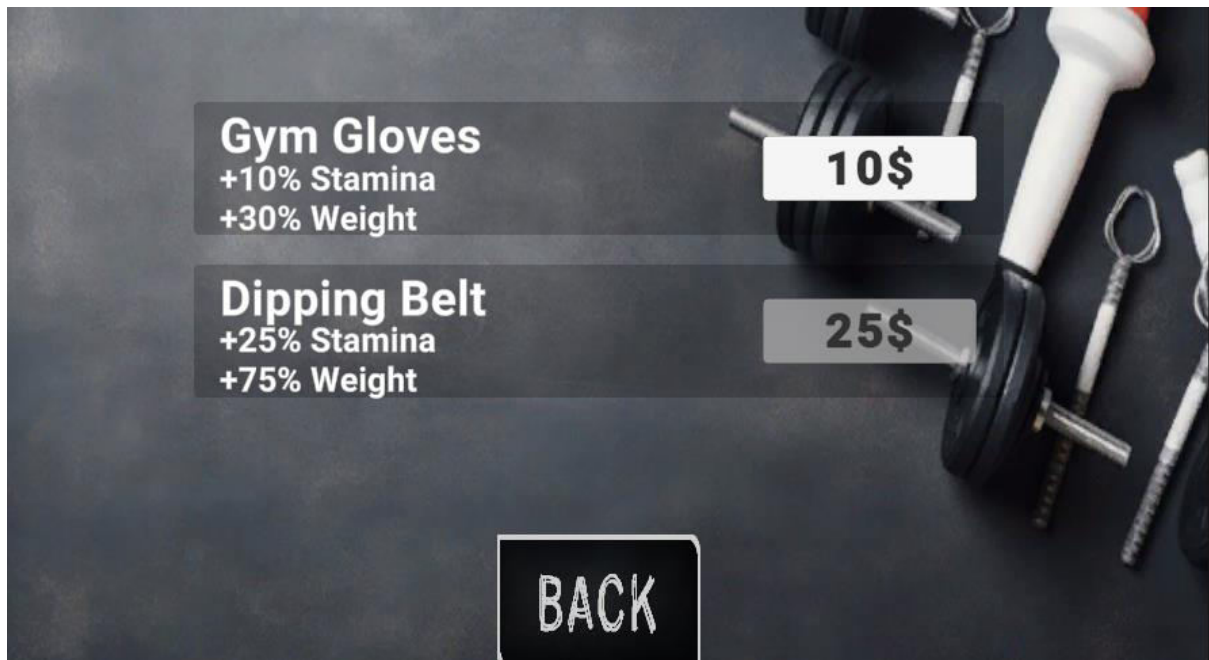 Gym Gloves
+10% Stamina
+30% Weight
10$
Dipping Belt
+25% Stamina
+75% Weight
25$
BACK